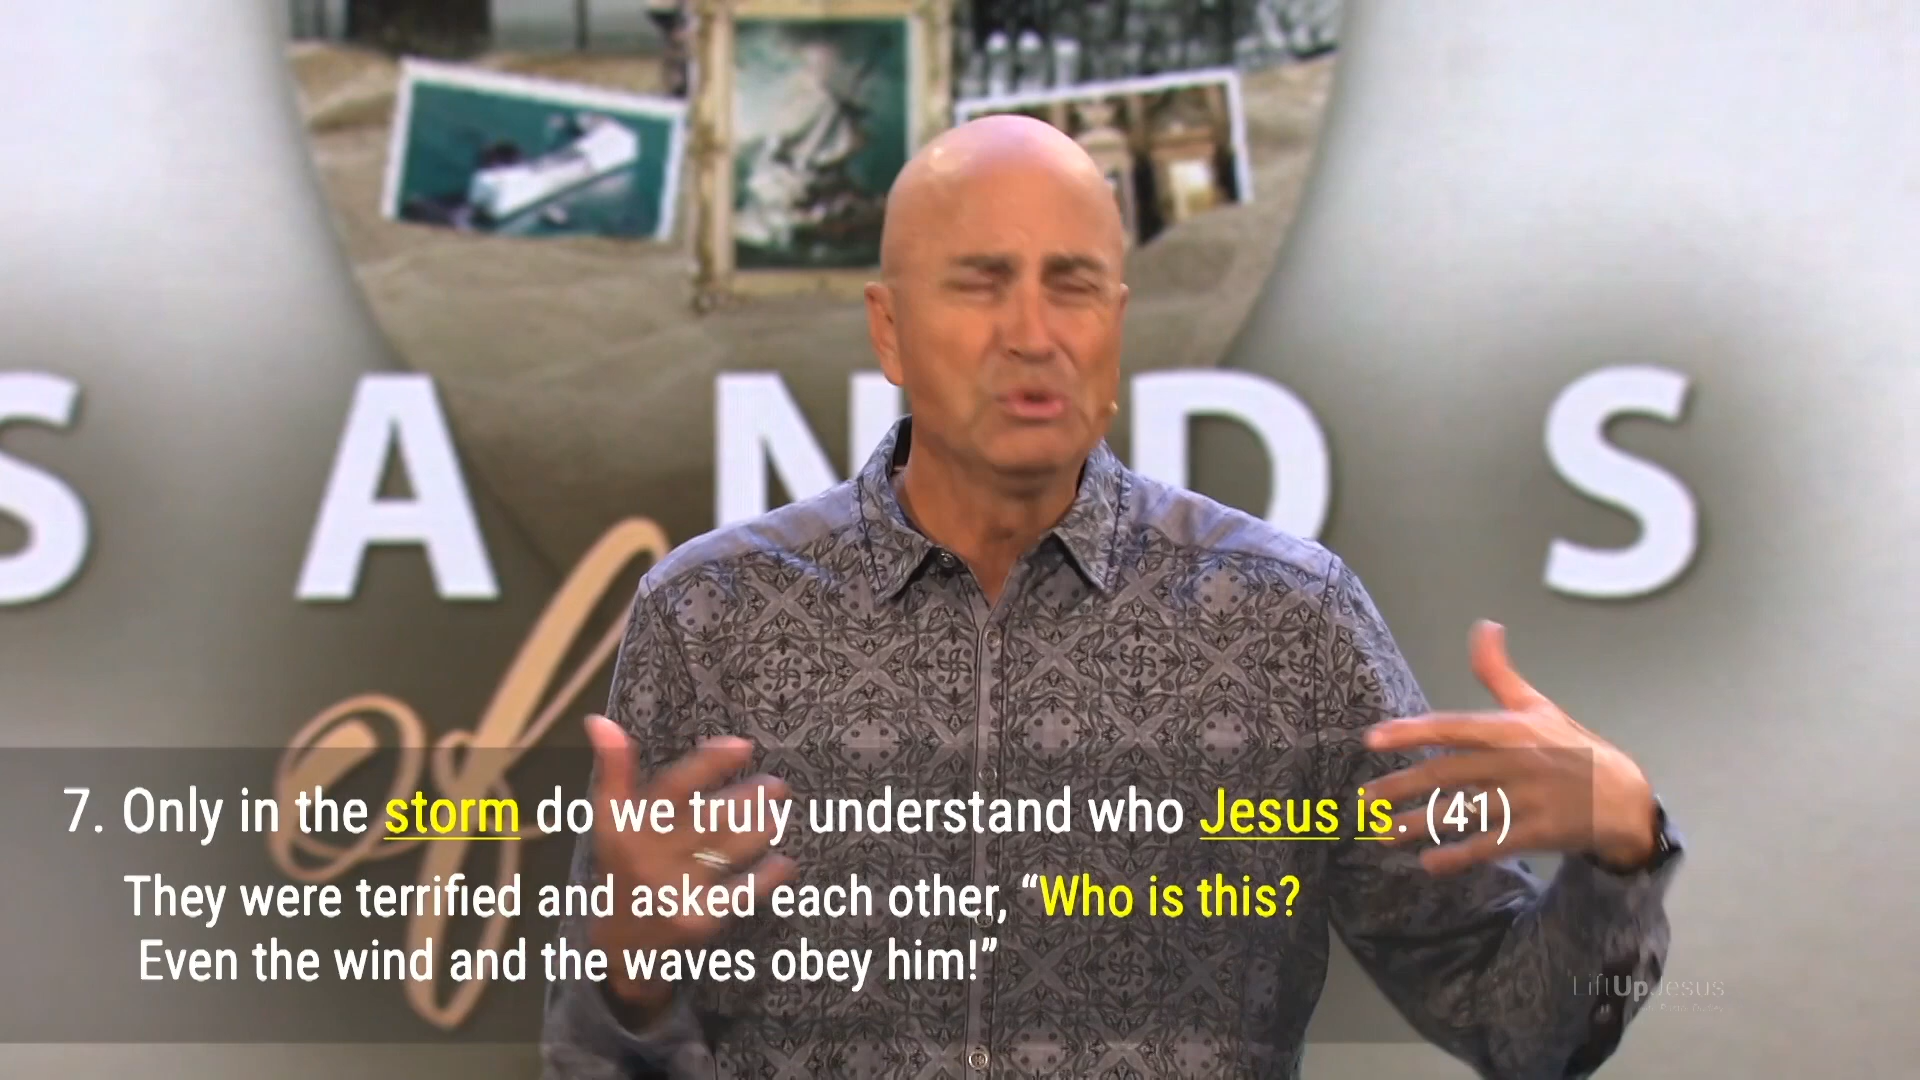 S A N D S
of
7. Only in the storm do we truly understand who Jesus is. (41)
They were terrified and asked each other, “Who is this?
Even the wind and the waves obey him!”
LiftUpJesus